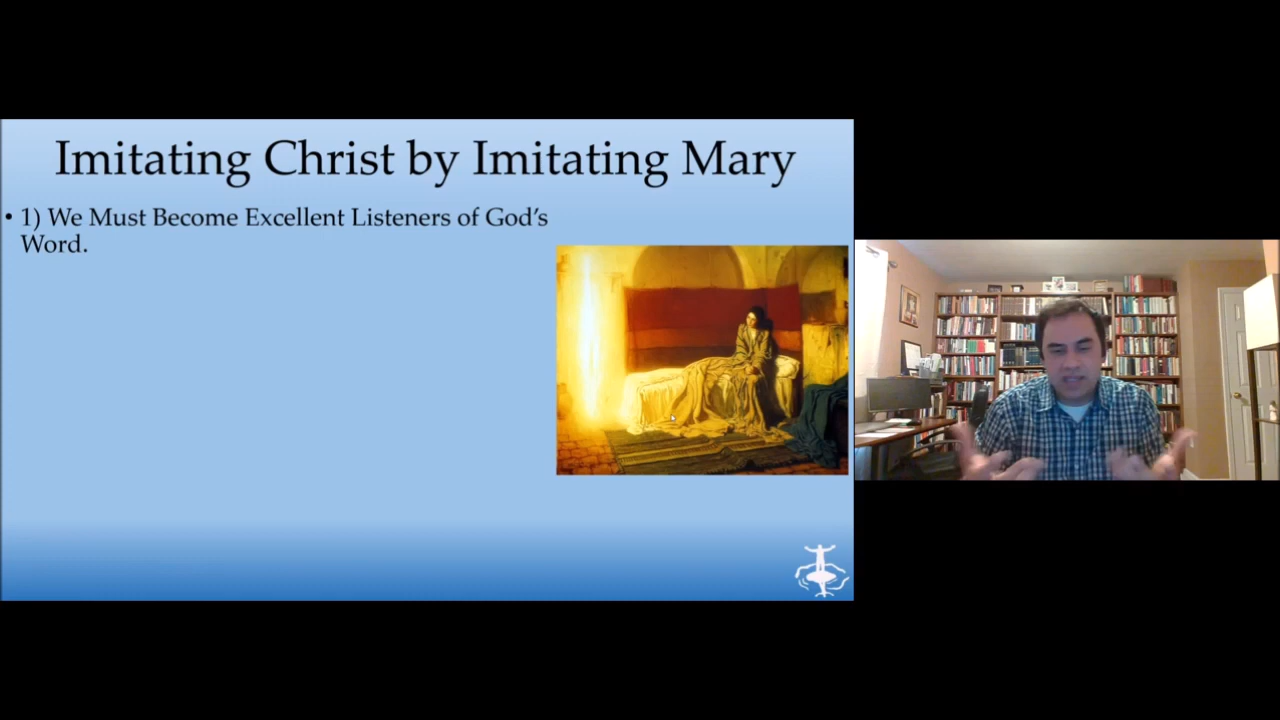 Imitating Christ by Imitating Mary
• 1) We Must Become Excellent Listeners of God’s
Word.